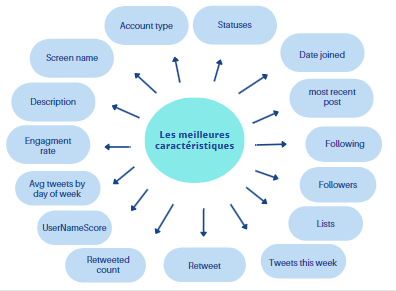 Account type
Statuses
Screen name
Date joined
Description
most recent
post
Engagment
rate
Les meilleures
caractéristiques
Following
Avg tweets by
day of week
Followers
UserNameScore
Lists
Retweeted
count
Retweet
Tweets this week